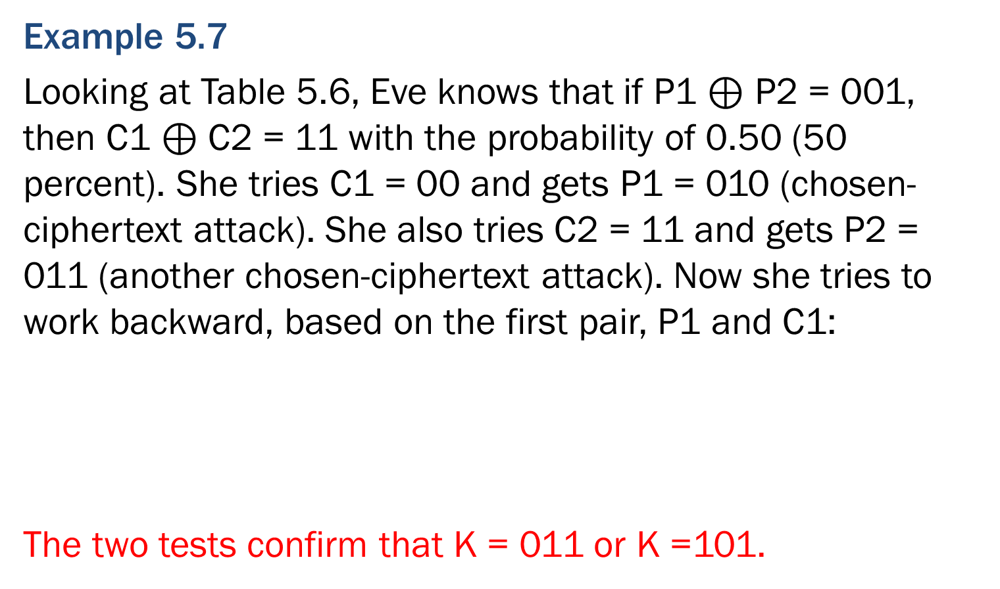 Example 5.7
Looking at Table 5.6, Eve knows that if P1 ⊕ P2 = 001,
then C1 ⊕ C2 = 11 with the probability of 0.50 (50
percent). She tries C1 = 00 and gets P1 = 010 (chosen-
ciphertext attack). She also tries C2 = 11 and gets P2 =
011 (another chosen-ciphertext attack). Now she tries to
work backward, based on the first pair, P1 and C1:
The two tests confirm that K = 011 or K =101.